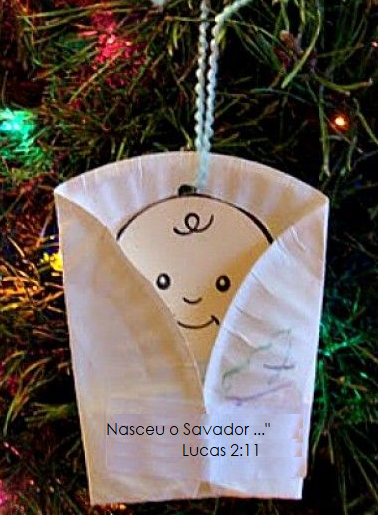 Nasceu o Savador ..."
Lucas 2:11